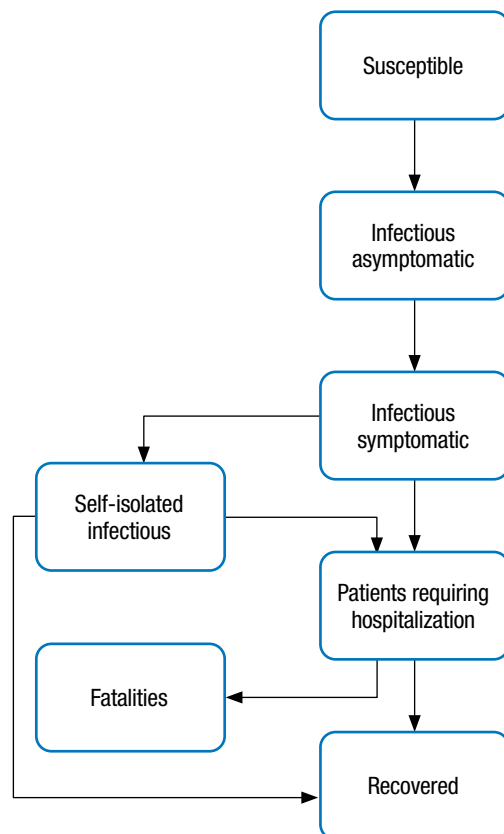 Susceptible
Infectious
asymptomatic
Infectious
symptomatic
Self-isolated
infectious
Patients requiring
hospitalization
Fatalities
Recovered